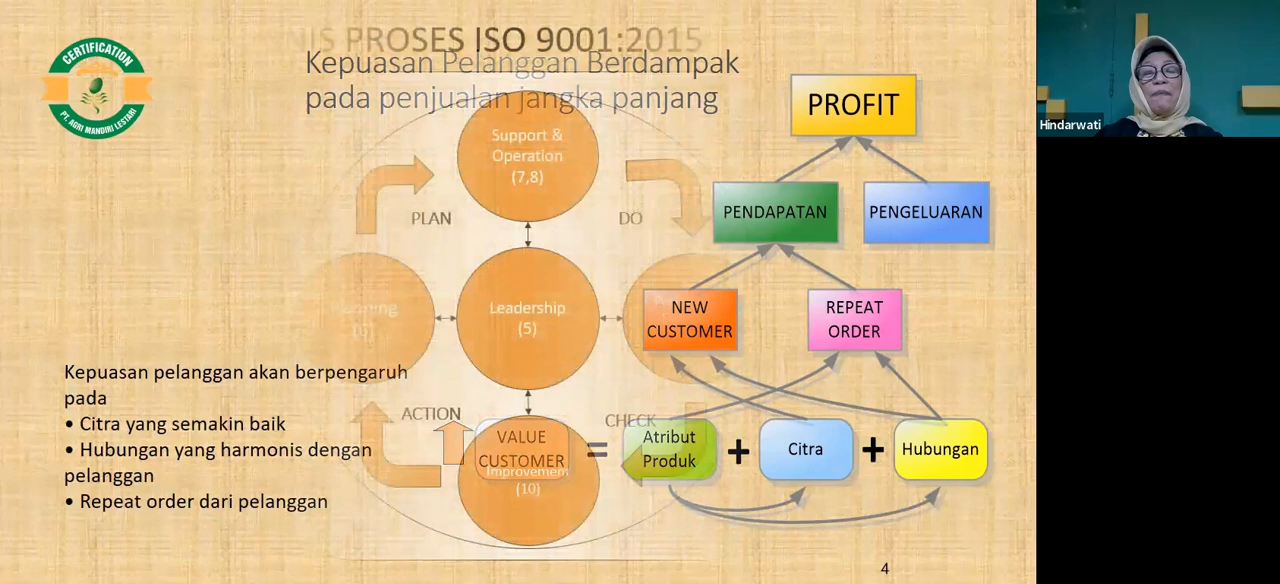 NIS PROSES ISO 9001:2015
Kepuasan Pelanggan Berdampak
pada penjualan jangka panjang
CERTIFICATION
PT. AGRI MANDIRI LESTARI
Support &
Operation
(7,8)
PLAN
DO
Leadership
(5)
ACTION
CHECK
Improvement
(10)
PROFIT
PENDAPATAN
PENGELUARAN
NEW
CUSTOMER
REPEAT
ORDER
VALUE
CUSTOMER
=
Atribut
Produk
+
Citra
+
Hubungan
Kepuasan pelanggan akan berpengaruh
pada
• Citra yang semakin baik
• Hubungan yang harmonis dengan
pelanggan
• Repeat order dari pelanggan
4
Hindarwati